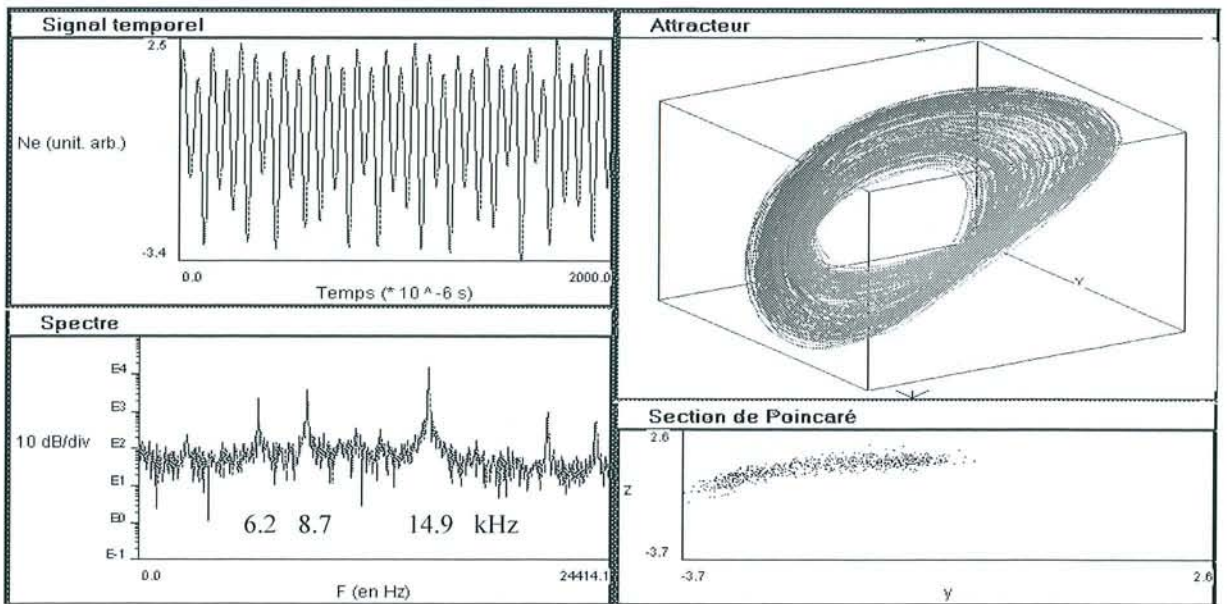 Signal temporel
2.5
Ne (unit. arb.)
-3.4
0.0 2000.0
Temps (* 10 ^-6 s)
Spectre
E4
E3
10 dB/div E2
E1
E0
E-1
6.2 8.7 14.9 kHz
0.0 24414.1
F (en Hz)
Attracteur
Y
Section de Poincaré
2.6
z
-3.7
-3.7 2.6
y